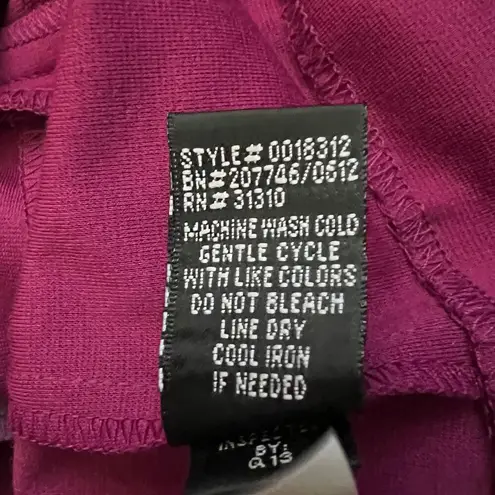 STYLE# 0018312
BN#207746/0612
RN# 31310
MACHINE WASH COLD
GENTLE CYCLE
WITH LIKE COLORS
DO NOT BLEACH
LINE DRY
COOL IRON
IF NEEDED
INSPECTED
BY:
Q13